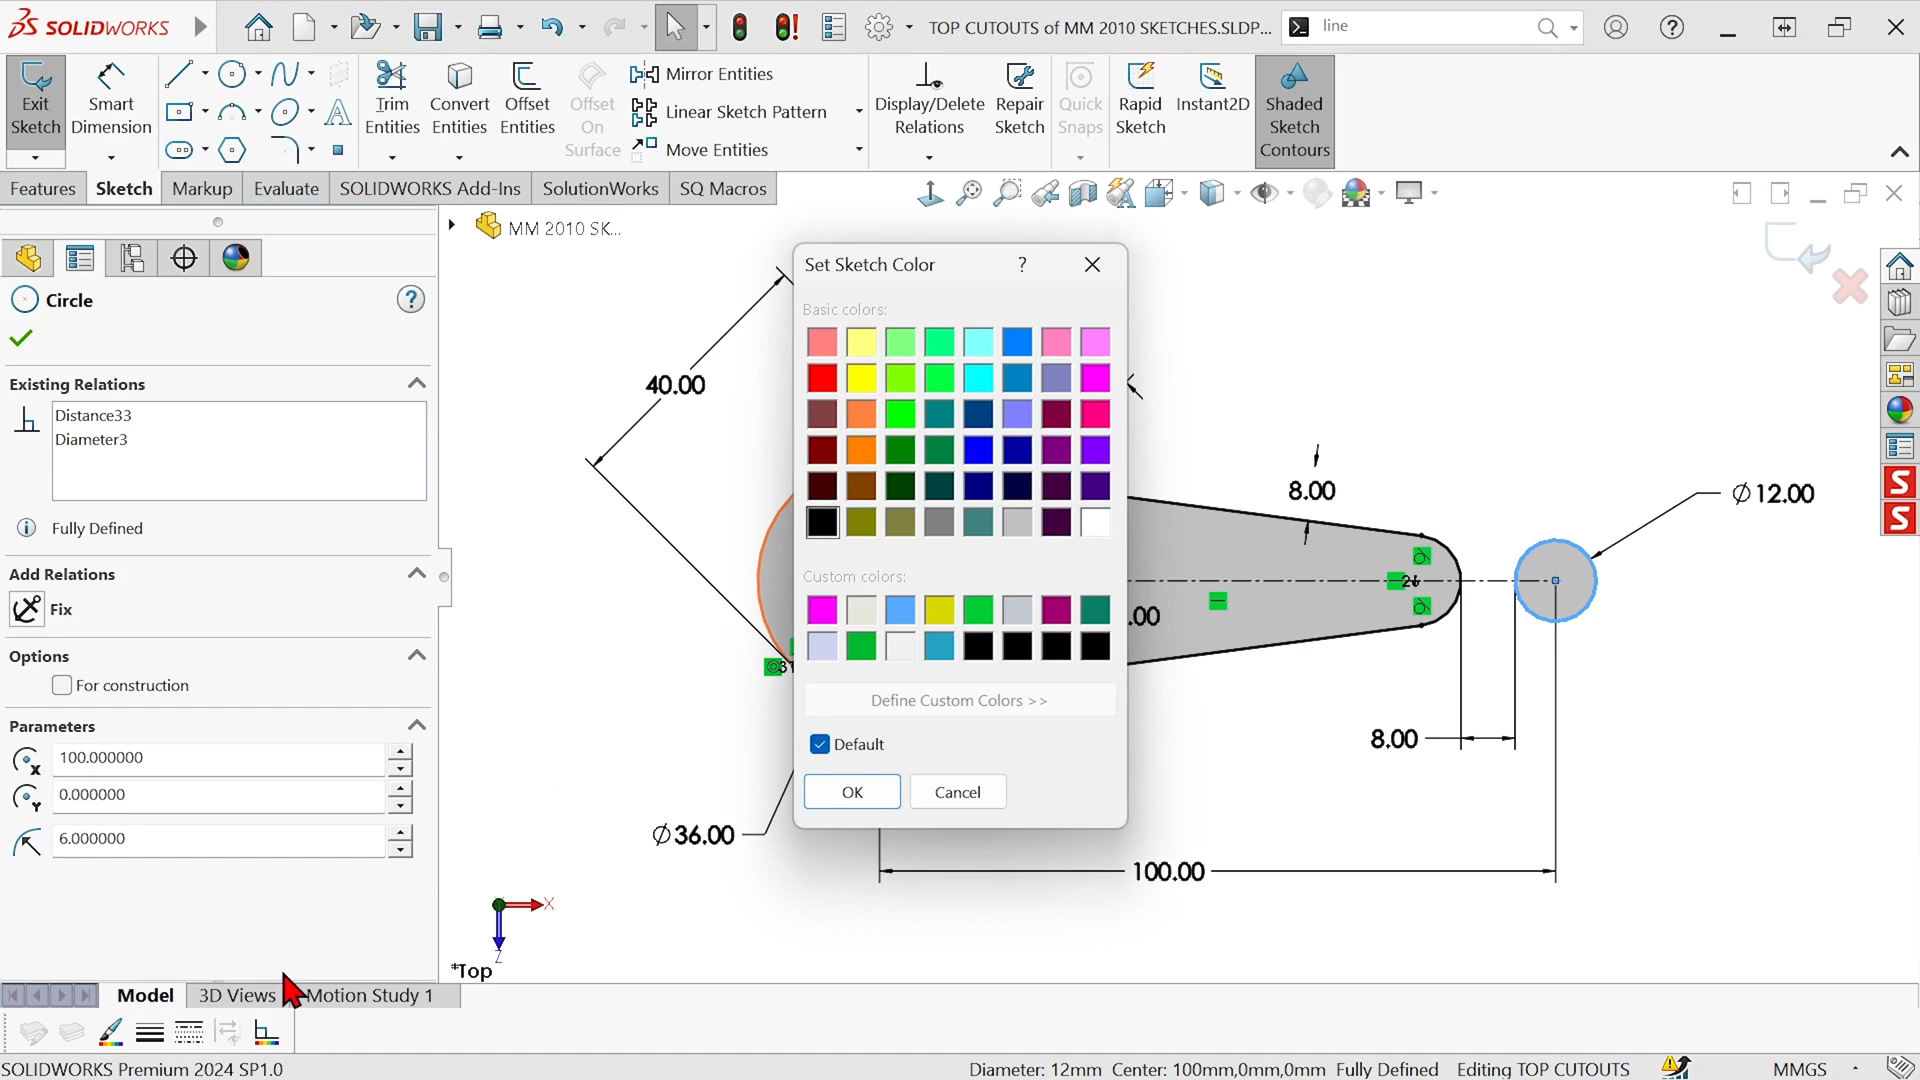 SOLIDWORKS
TOP CUTOUTS of MM 2010 SKETCHES.SLDP...
line
Exit Sketch
Smart Dimension
Trim Entities
Convert Entities
Offset Entities
Offset On Surface
Mirror Entities
Linear Sketch Pattern
Move Entities
Display/Delete Relations
Repair Sketch
Quick Snaps
Rapid Sketch
Instant2D
Shaded Sketch Contours
Features
Sketch
Markup
Evaluate
SOLIDWORKS Add-Ins
SolutionWorks
SQ Macros
MM 2010 SK...
Circle
Existing Relations
Distance33
Diameter3
Fully Defined
Add Relations
Fix
Options
For construction
Parameters
100.000000
0.000000
6.000000
Set Sketch Color
?
Basic colors:
Custom colors:
Define Custom Colors >>
Default
OK
Cancel
40.00
8.00
∅12.00
.00
8.00
∅36.00
100.00
X
Z
*Top
Model
3D Views
Motion Study 1
SOLIDWORKS Premium 2024 SP1.0
Diameter: 12mm Center: 100mm,0mm,0mm
Fully Defined
Editing TOP CUTOUTS
MMGS